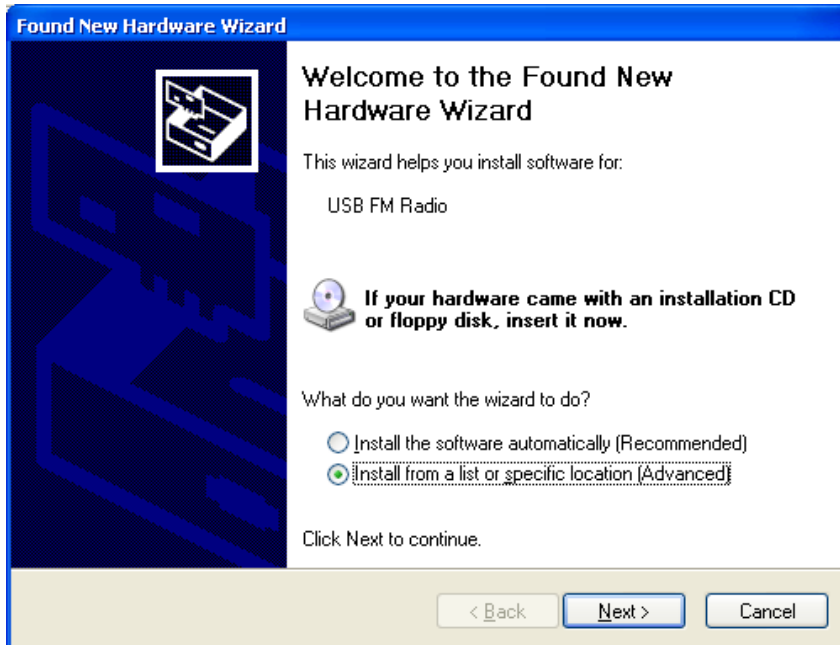 Found New Hardware Wizard
Welcome to the Found New
Hardware Wizard
This wizard helps you install software for:
USB FM Radio
If your hardware came with an installation CD
or floppy disk, insert it now.
What do you want the wizard to do?
Install the software automatically (Recommended)
Install from a list or specific location (Advanced)
Click Next to continue.
< Back Next > Cancel